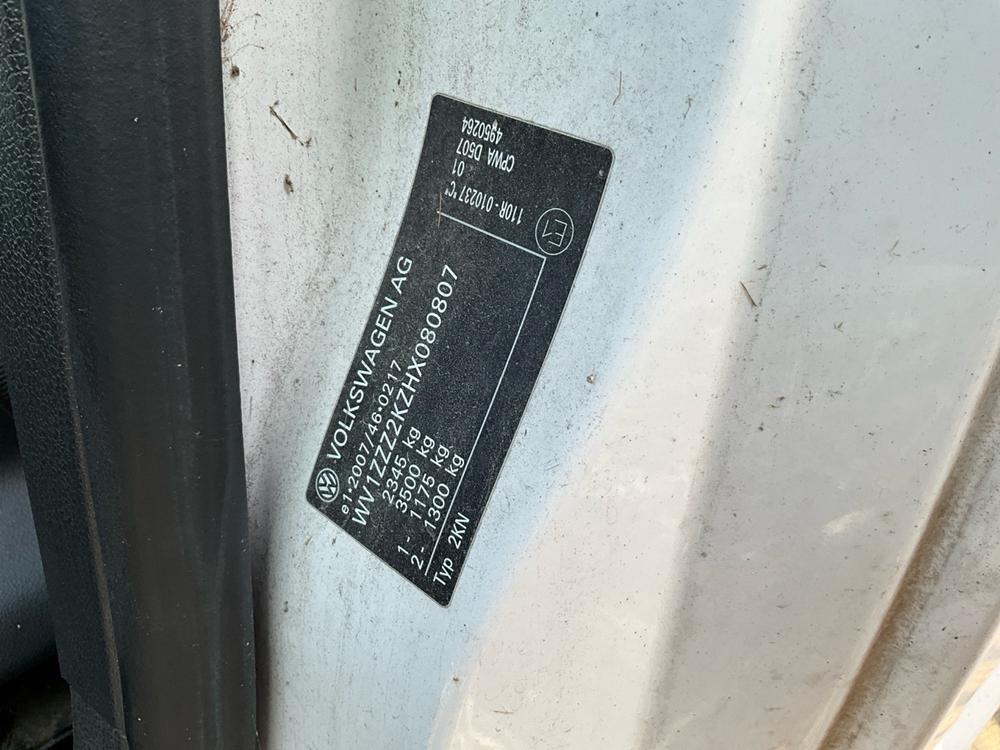 VOLKSWAGEN AG
e1*2007/46*0217
WV1ZZZ2KZHX080807
2345 kg
3500 kg
1- 1175 kg
2- 1300 kg
Typ 2KN
E1
110R-010237 "C"
01
CPWA D507
4950264